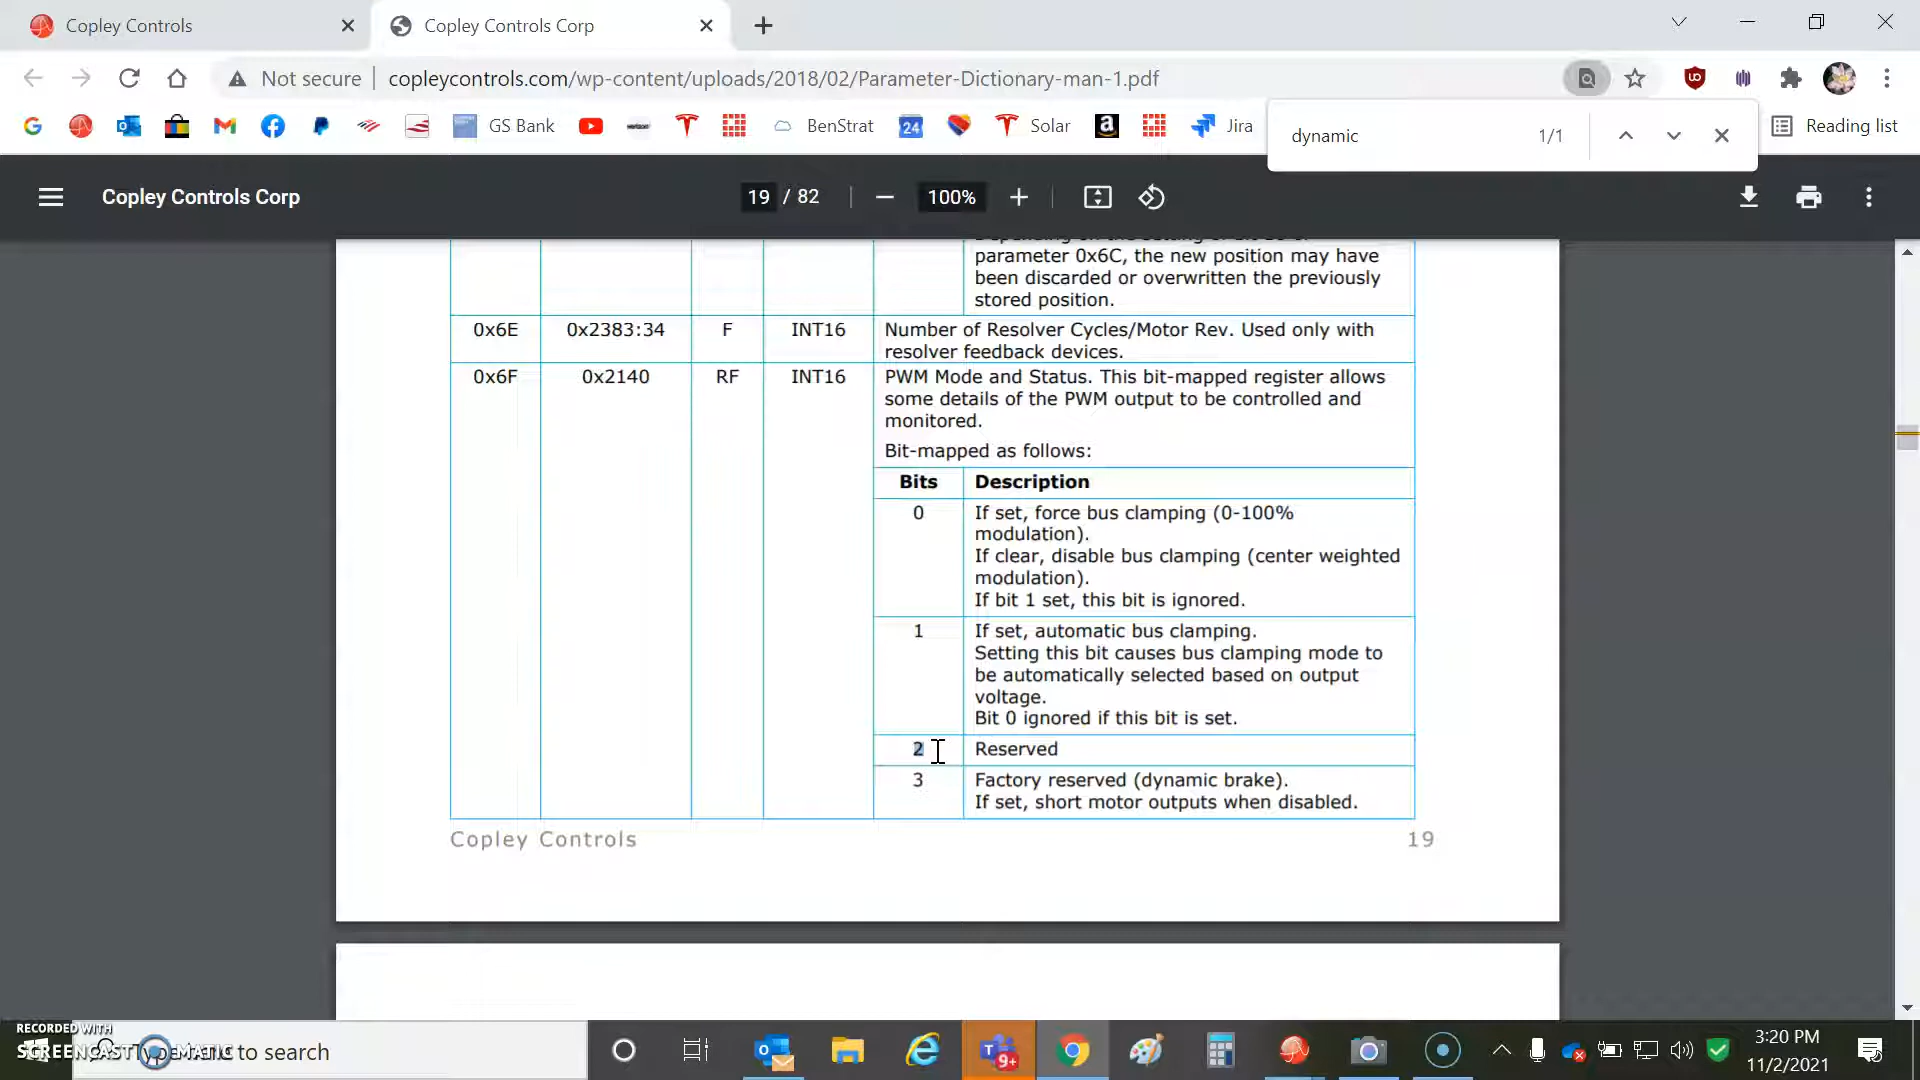 Copley Controls
Copley Controls Corp
Not secure
copleycontrols.com/wp-content/uploads/2018/02/Parameter-Dictionary-man-1.pdf
GS Bank
BenStrat
24
Solar
a
Jira
Reading list
dynamic
1/1
Copley Controls Corp
19 / 82
100%
parameter 0x6C, the new position may have
been discarded or overwritten the previously
stored position.
0x6E 0x2383:34 F INT16 Number of Resolver Cycles/Motor Rev. Used only with
resolver feedback devices.
0x6F 0x2140 RF INT16 PWM Mode and Status. This bit-mapped register allows
some details of the PWM output to be controlled and
monitored.
Bit-mapped as follows:
Bits Description
0 If set, force bus clamping (0-100%
modulation).
If clear, disable bus clamping (center weighted
modulation).
If bit 1 set, this bit is ignored.
1 If set, automatic bus clamping.
Setting this bit causes bus clamping mode to
be automatically selected based on output
voltage.
Bit 0 ignored if this bit is set.
2 Reserved
3 Factory reserved (dynamic brake).
If set, short motor outputs when disabled.
Copley Controls 19
RECORDED WITH
SCREENCAST MATIC
Type here to search
9+
3:20 PM
11/2/2021